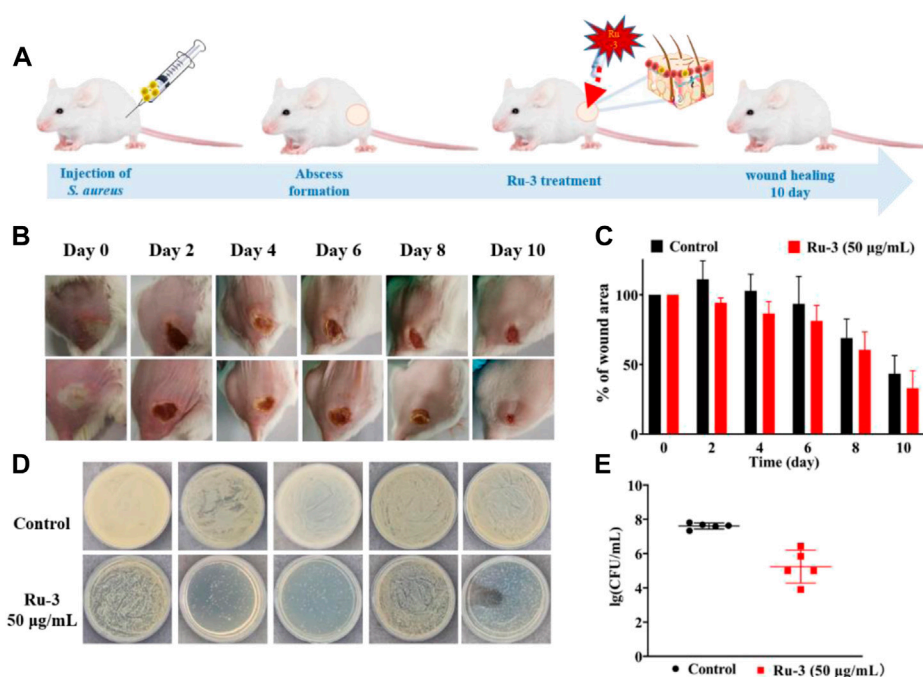 A
Ru
-3
Injection of
S. aureus
Abscess
formation
Ru-3 treatment
wound healing
10 day
B
Day 0 Day 2 Day 4 Day 6 Day 8 Day 10
C
Control Ru-3 (50 μg/mL)
% of wound area
100
50
0
0 2 4 6 8 10
Time (day)
D
Control
Ru-3
50 μg/mL
E
lg(CFU/mL)
10
8
6
4
2
0
Control Ru-3 (50 μg/mL)